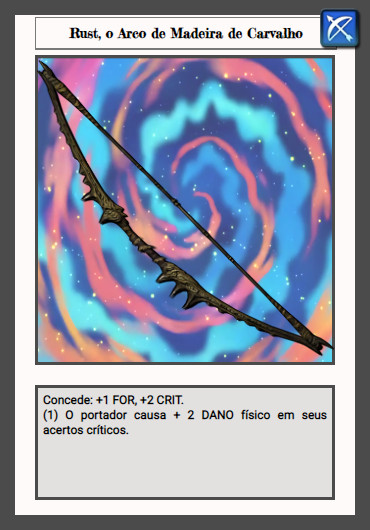 Rust, o Arco de Madeira de Carvalho
Concede: +1 FOR, +2 CRIT.
(1) O portador causa + 2 DANO físico em seus
acertos críticos.